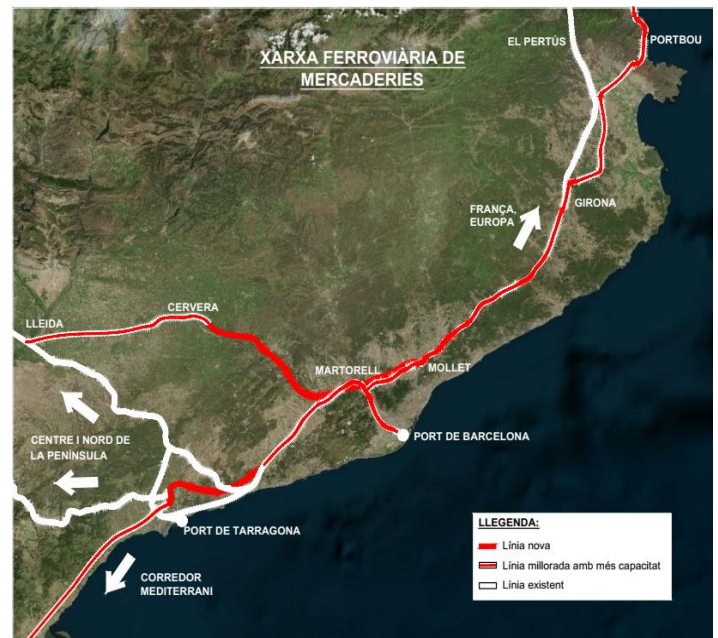 XARXA FERROVIÀRIA DE
MERCADERIES
EL PERTÚS
PORTBOU
GIRONA
FRANÇA,
EUROPA
CERVERA
LLEIDA
MARTORELL
MOLLET
CENTRE I NORD DE
LA PENÍNSULA
PORT DE BARCELONA
PORT DE TARRAGONA
CORREDOR
MEDITERRANI
LLEGENDA:
Línia nova
Línia millorada amb més capacitat
Línia existent